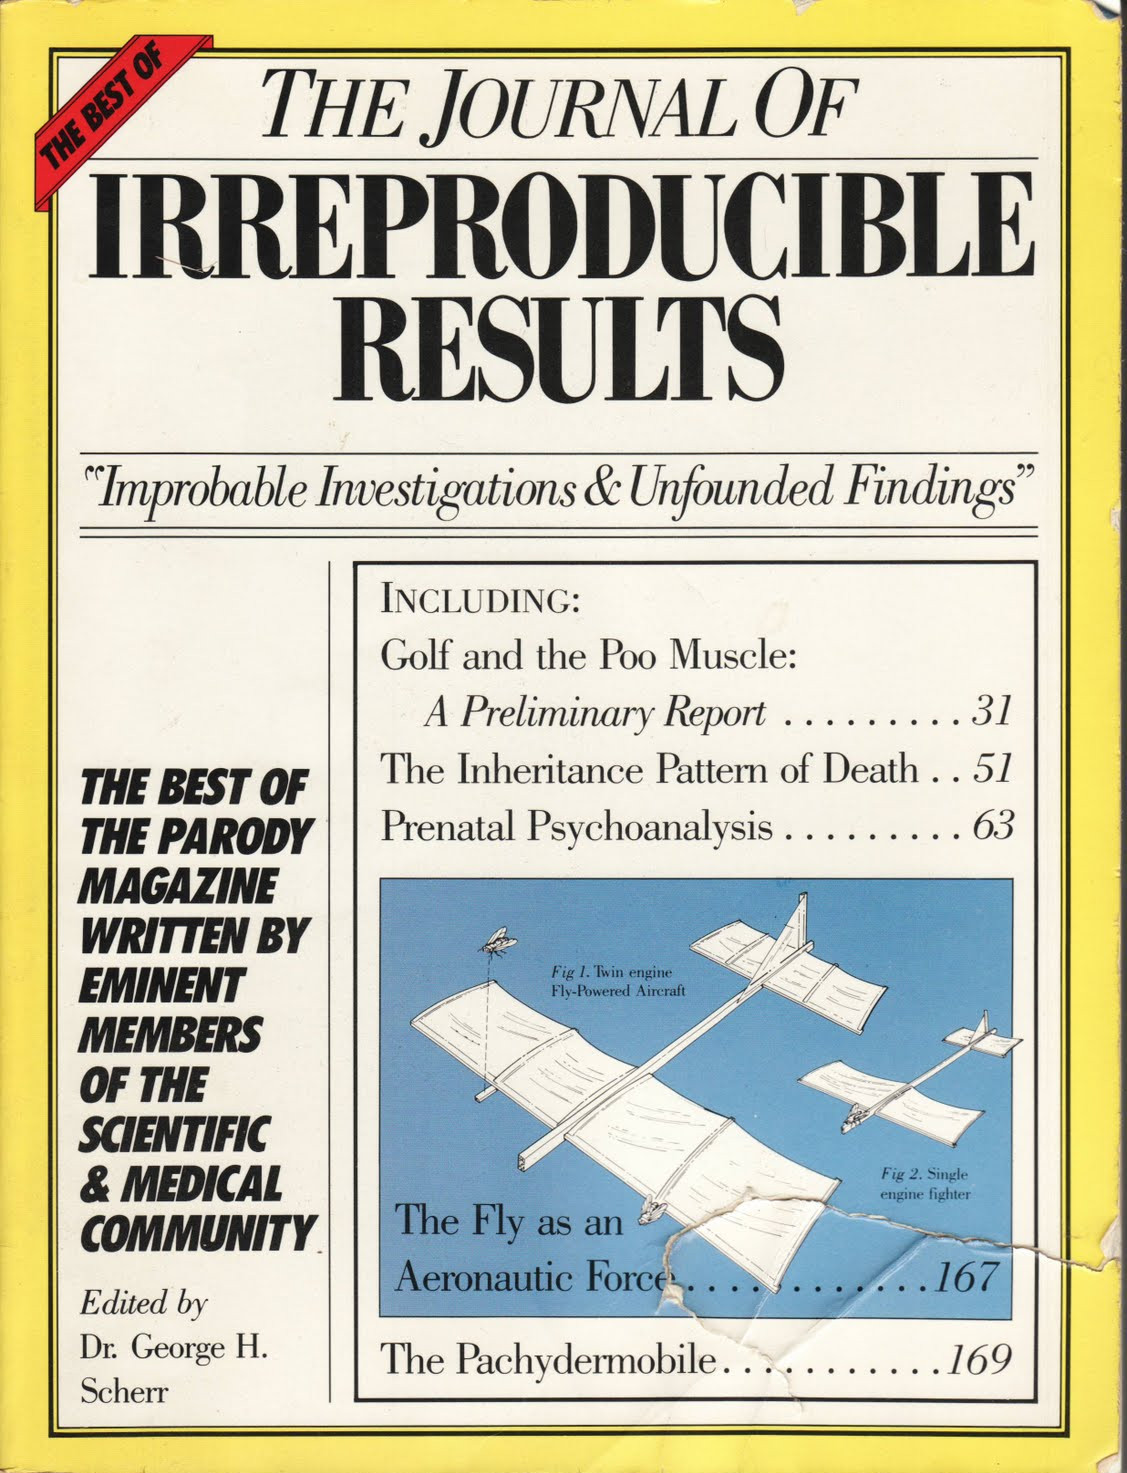 THE BEST OF
THE JOURNAL OF
IRREPRODUCIBLE
RESULTS
"Improbable Investigations & Unfounded Findings"
THE BEST OF
THE PARODY
MAGAZINE
WRITTEN BY
EMINENT
MEMBERS
OF THE
SCIENTIFIC
& MEDICAL
COMMUNITY
Edited by
Dr. George H.
Scherr
INCLUDING:
Golf and the Poo Muscle:
A Preliminary Report . . . . . . . . . 31
The Inheritance Pattern of Death . . 51
Prenatal Psychoanalysis . . . . . . . . . 63
Fig 1. Twin engine
Fly-Powered Aircraft
Fig 2. Single
engine fighter
The Fly as an
Aeronautic Force . . . . . . . . . . . . . 167
The Pachydermobile . . . . . . . . . . . 169